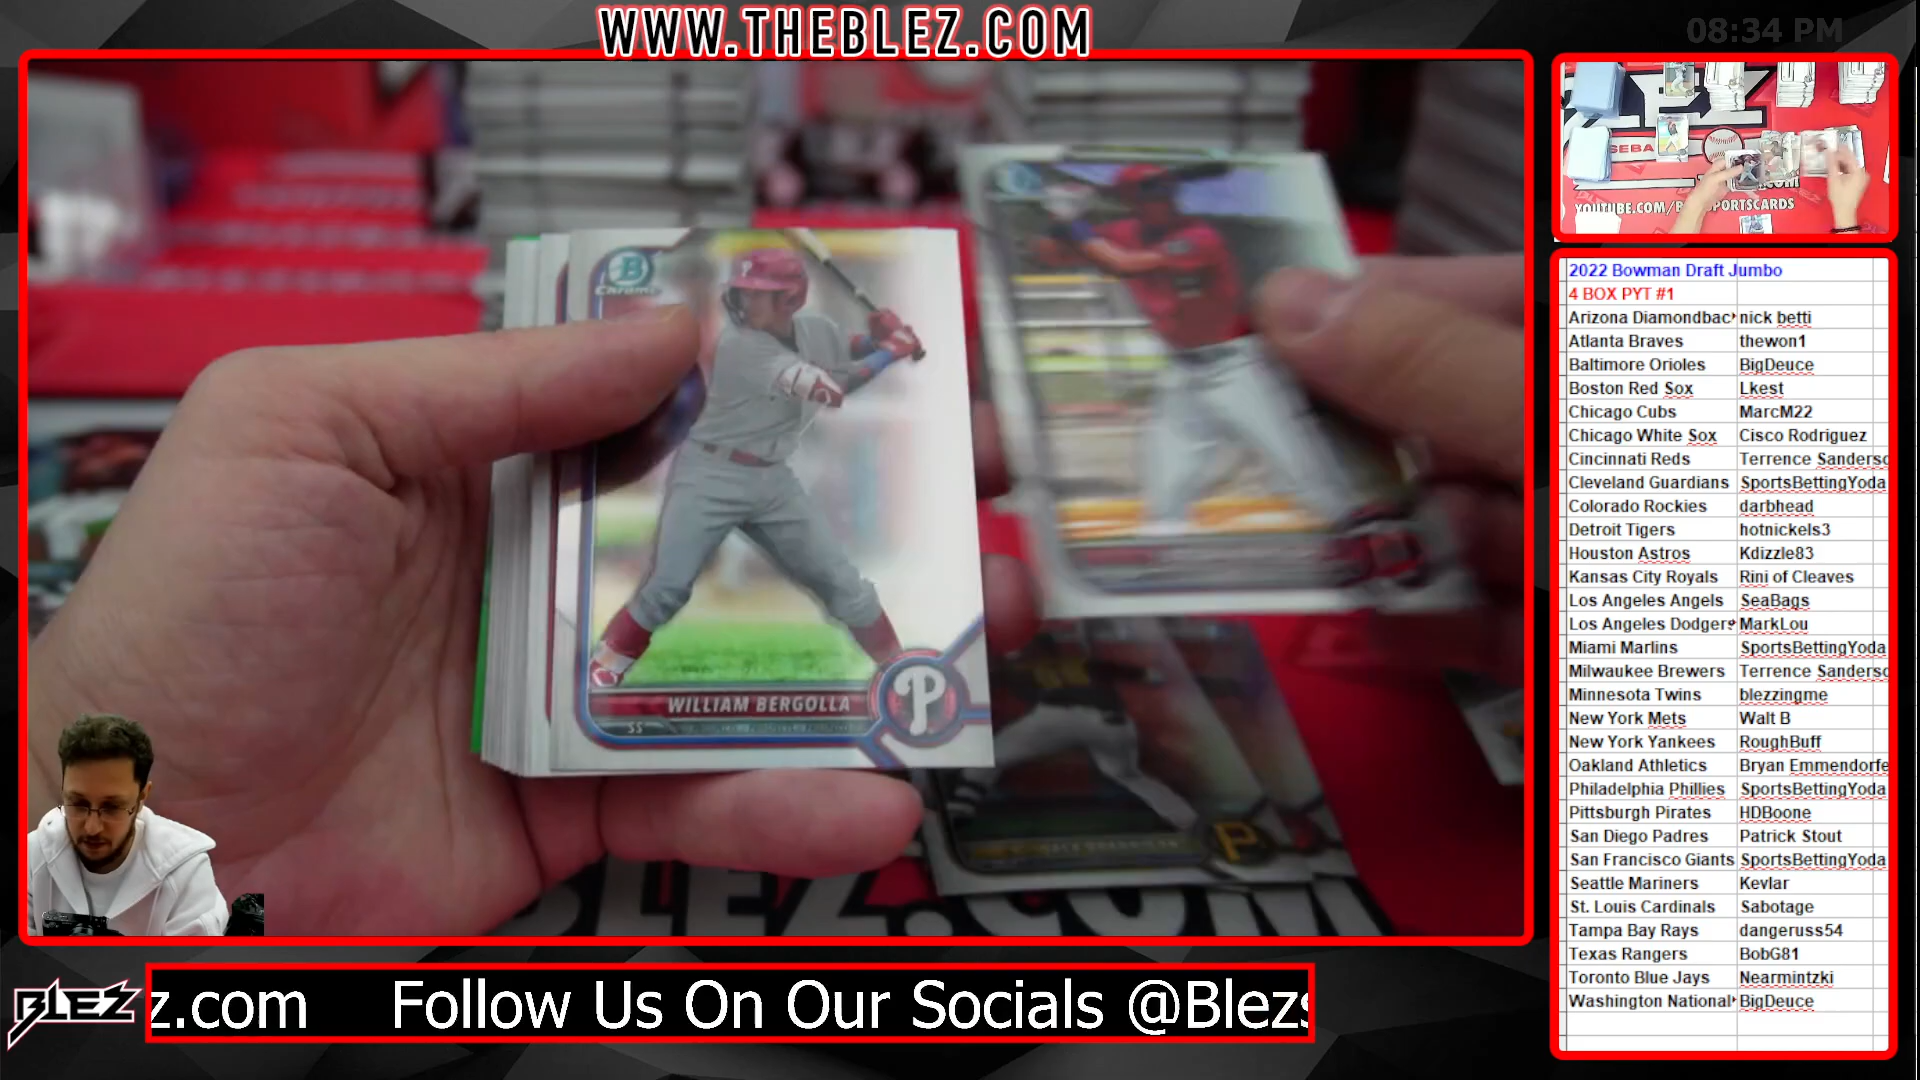 WWW.THEBLEZ.COM
08:34 PM
B
Chrome
P
WILLIAM BERGOLLA
SS
P
P
LEZ.COM
YOUTUBE.COM/
PORTSCARDS
SEBA
2022 Bowman Draft Jumbo
4 BOX PYT #1
Arizona Diamondbac nick betti
Atlanta Braves thewon1
Baltimore Orioles BigDeuce
Boston Red Sox Lkest
Chicago Cubs MarcM22
Chicago White Sox Cisco Rodriguez
Cincinnati Reds Terrence Sanderso
Cleveland Guardians SportsBettingYoda
Colorado Rockies darbhead
Detroit Tigers hotnickels3
Houston Astros Kdizzle83
Kansas City Royals Rini of Cleaves
Los Angeles Angels SeaBags
Los Angeles Dodgers MarkLou
Miami Marlins SportsBettingYoda
Milwaukee Brewers Terrence Sanderso
Minnesota Twins blezzingme
New York Mets Walt B
New York Yankees RoughBuff
Oakland Athletics Bryan Emmendorfe
Philadelphia Phillies SportsBettingYoda
Pittsburgh Pirates HDBoone
San Diego Padres Patrick Stout
San Francisco Giants SportsBettingYoda
Seattle Mariners Kevlar
St. Louis Cardinals Sabotage
Tampa Bay Rays dangeruss54
Texas Rangers BobG81
Toronto Blue Jays Nearmintzki
Washington National BigDeuce
BLEZ
z.com Follow Us On Our Socials @Blezs